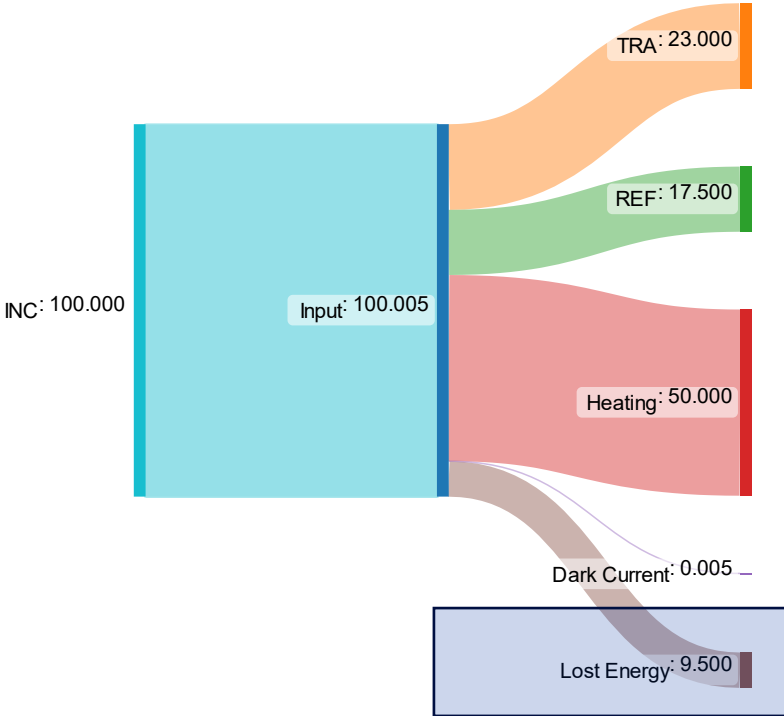 TRA: 23.000
REF: 17.500
INC: 100.000
Input: 100.005
Heating: 50.000
Dark Current: 0.005
Lost Energy: 9.500